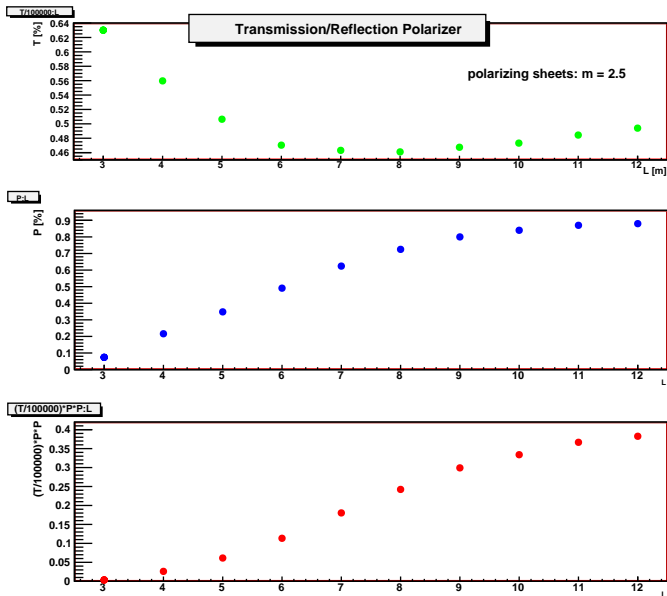 T/100000:L
Transmission/Reflection Polarizer
polarizing sheets: m = 2.5
T [%]
0.64
0.62
0.6
0.58
0.56
0.54
0.52
0.5
0.48
0.46
3 4 5 6 7 8 9 10 11 12
L [m]
P:L
P [%]
0.9
0.8
0.7
0.6
0.5
0.4
0.3
0.2
0.1
0
3 4 5 6 7 8 9 10 11 12
L
(T/100000)*P*P:L
(T/100000)*P*P
0.4
0.35
0.3
0.25
0.2
0.15
0.1
0.05
0
3 4 5 6 7 8 9 10 11 12
L